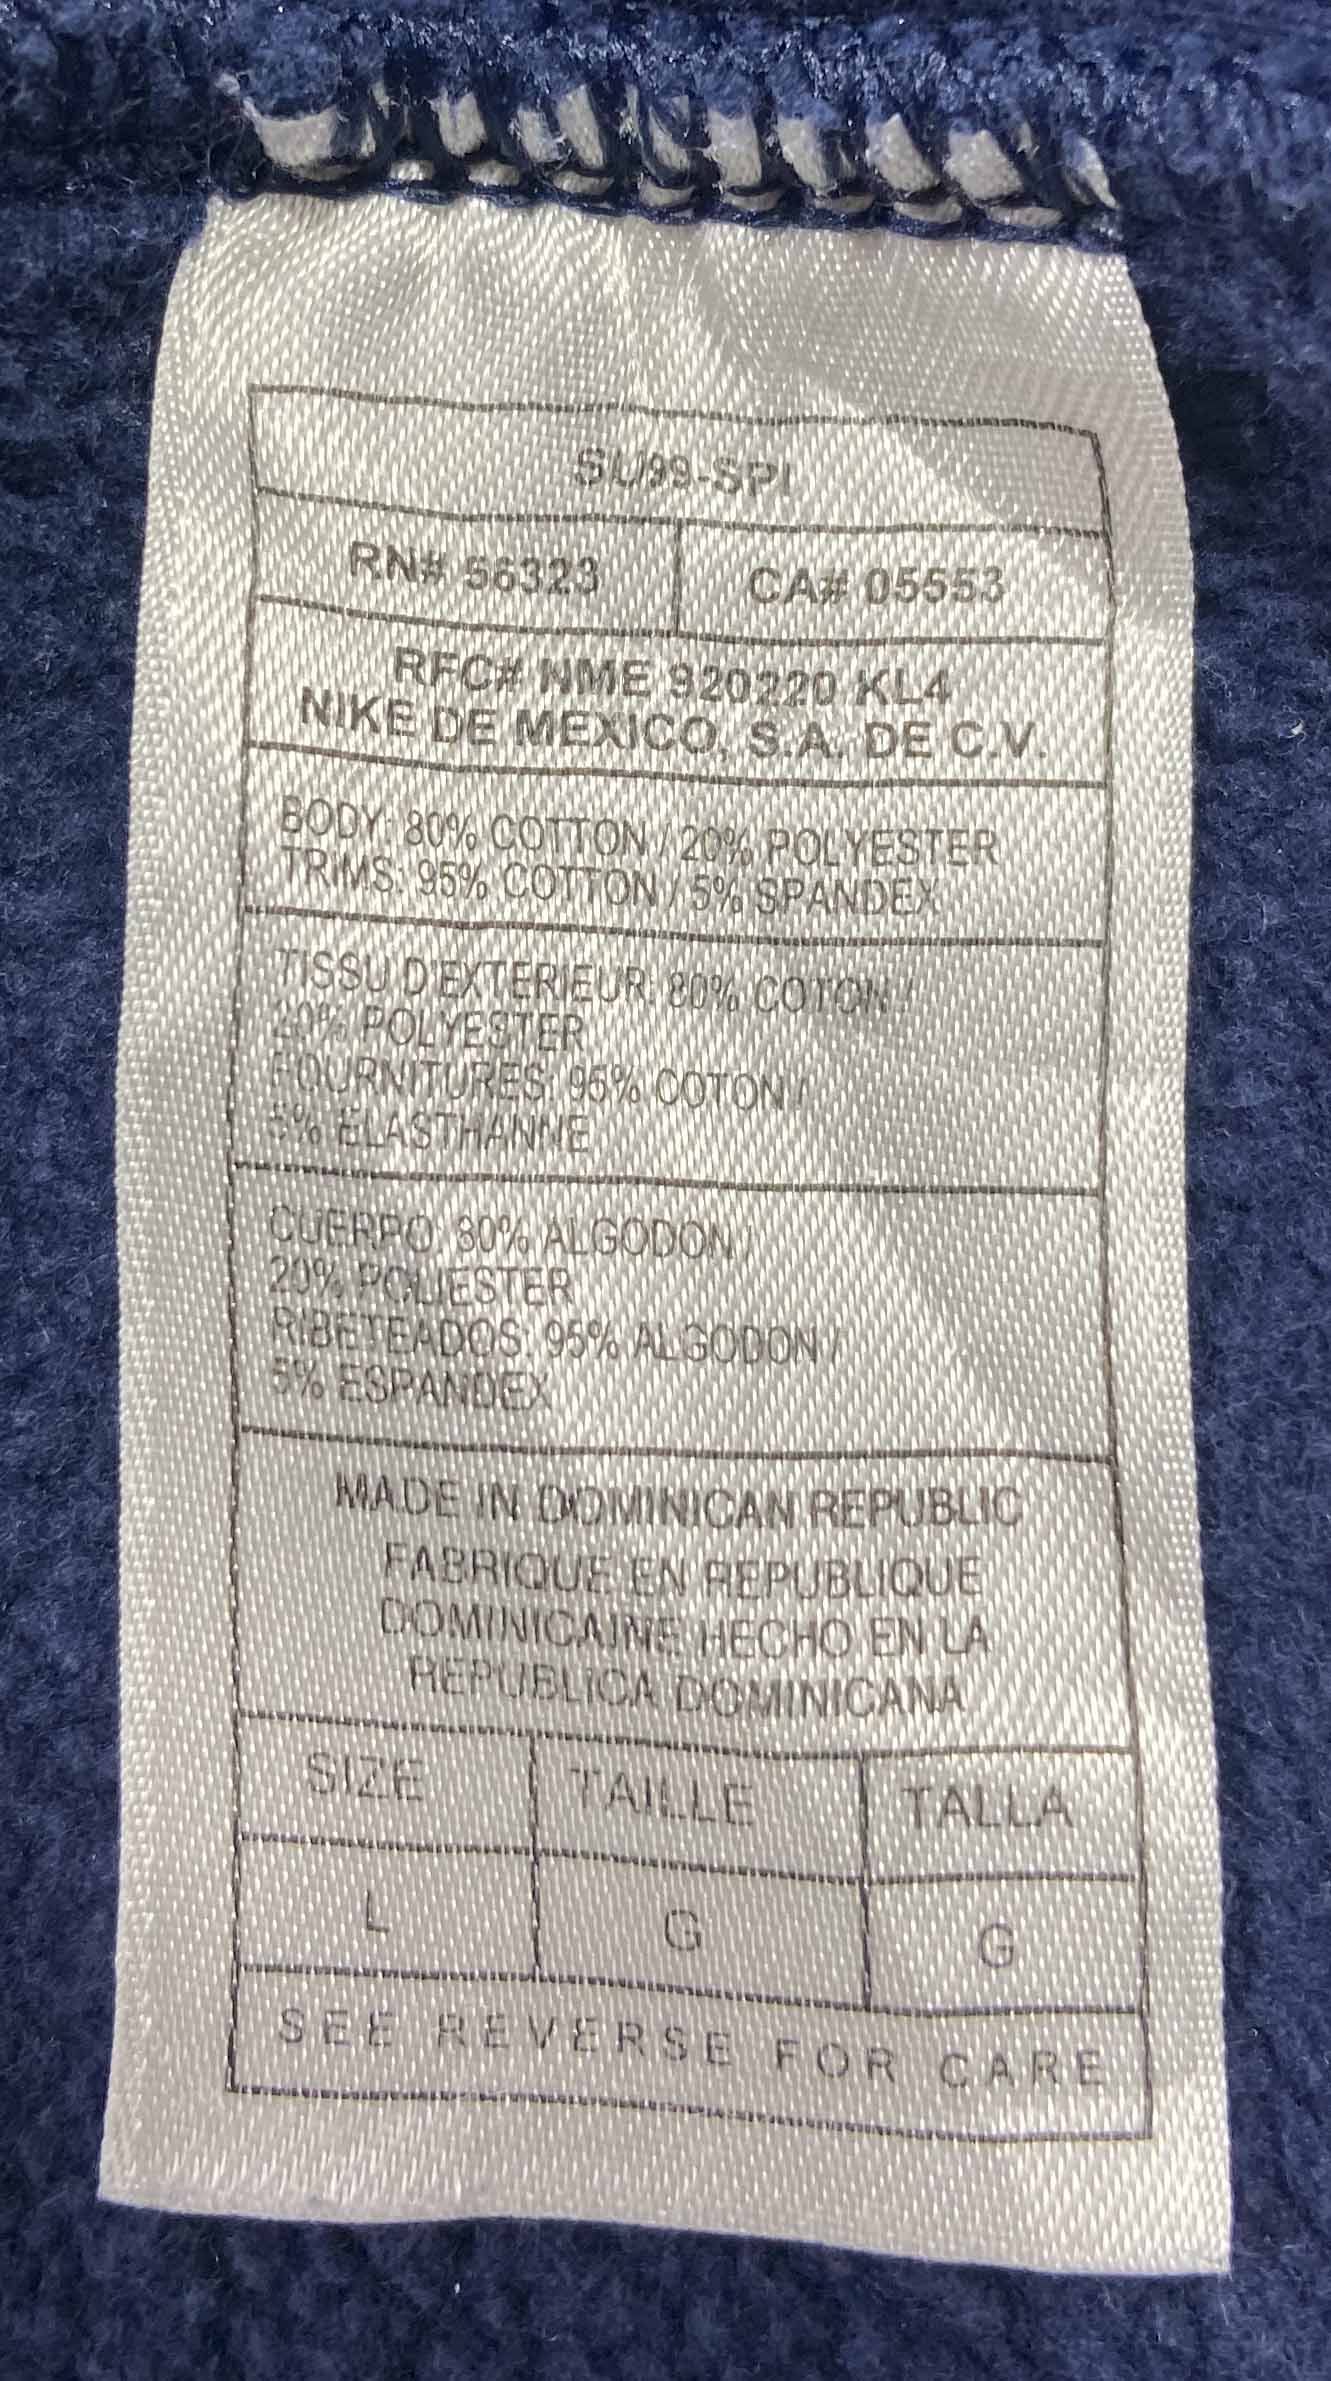 SU99-SPI
RN# 56323 CA# 05553
RFC# NME 920220 KL4
NIKE DE MEXICO, S.A. DE C.V.
BODY: 80% COTTON / 20% POLYESTER
TRIMS: 95% COTTON / 5% SPANDEX
TISSU D'EXTERIEUR: 80% COTON /
20% POLYESTER
FOURNITURES: 95% COTON /
5% ELASTHANNE
CUERPO: 80% ALGODON /
20% POLIESTER
RIBETEADOS: 95% ALGODON /
5% ESPANDEX
MADE IN DOMINICAN REPUBLIC
FABRIQUE EN REPUBLIQUE
DOMINICAINE HECHO EN LA
REPUBLICA DOMINICANA
SIZE TAILLE TALLA
L G G
SEE REVERSE FOR CARE